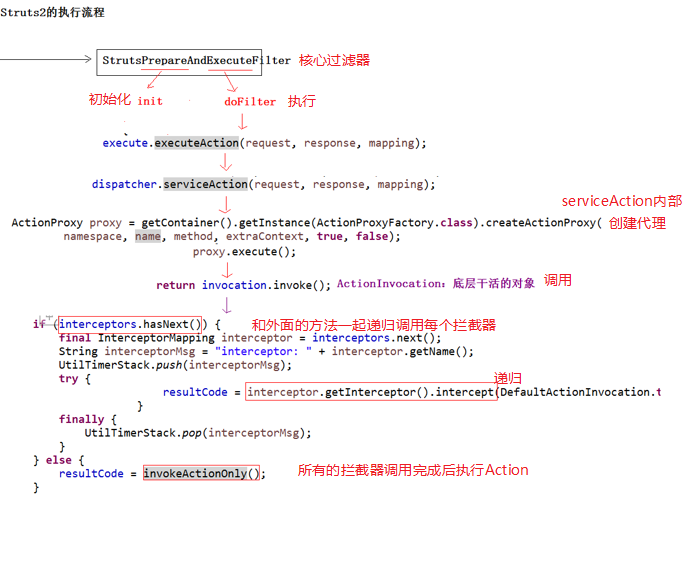 Struts2的执行流程
StrutsPrepareAndExecuteFilter 核心过滤器
初始化 init doFilter 执行
execute.executeAction(request, response, mapping);
dispatcher.serviceAction(request, response, mapping);
serviceAction内部
ActionProxy proxy = getContainer().getInstance(ActionProxyFactory.class).createActionProxy( 创建代理
namespace, name, method, extraContext, true, false);
proxy.execute();
return invocation.invoke(); ActionInvocation: 底层干活的对象 调用
if (interceptors.hasNext()) { 和外面的方法一起递归调用每个拦截器
final InterceptorMapping interceptor = interceptors.next();
String interceptorMsg = "interceptor: " + interceptor.getName();
UtilTimerStack.push(interceptorMsg);
try { 递归
resultCode = interceptor.getInterceptor().intercept(DefaultActionInvocation.t
}
finally {
UtilTimerStack.pop(interceptorMsg);
}
} else {
resultCode = invokeActionOnly(); 所有的拦截器调用完成后执行Action
}